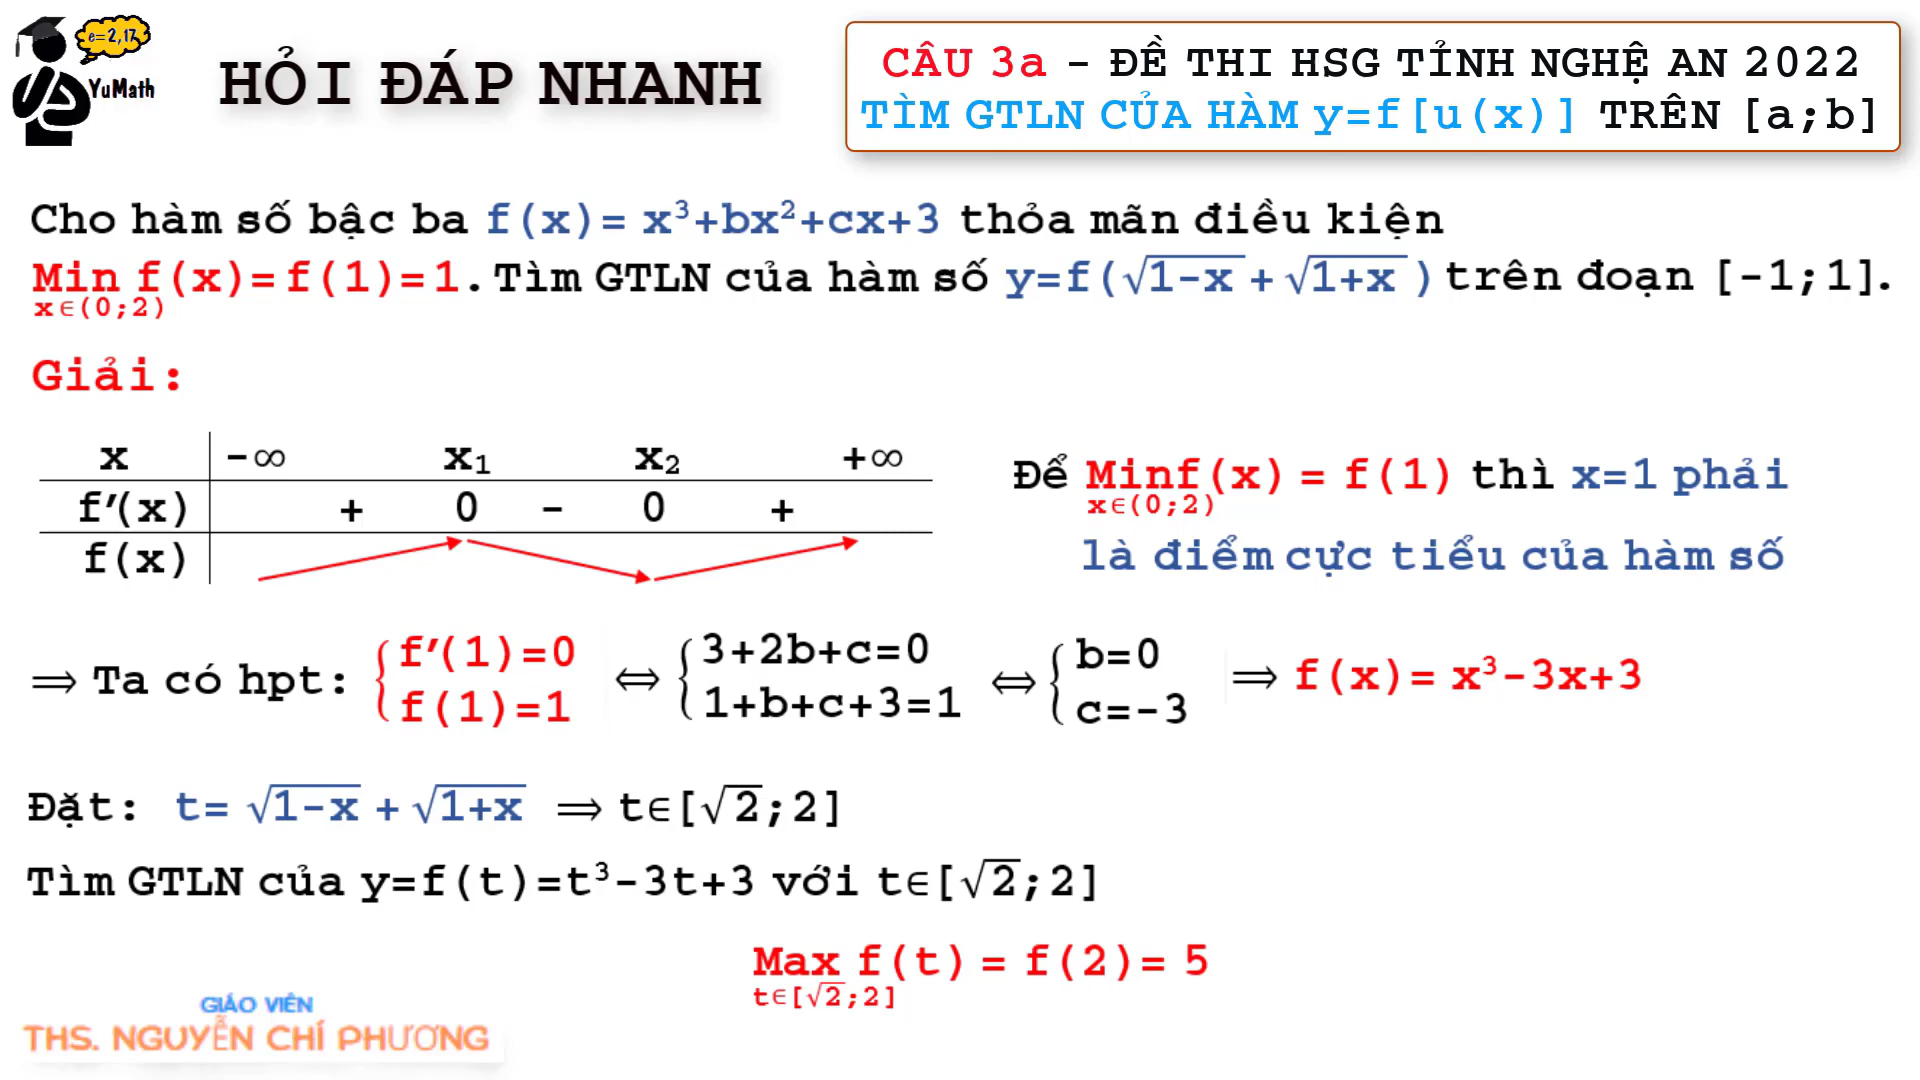 e=2,17
YuMath
HỎI ĐÁP NHANH
CÂU 3a - ĐỀ THI HSG TỈNH NGHỆ AN 2022
TÌM GTLN CỦA HÀM y=f[u(x)] TRÊN [a;b]
Cho hàm số bậc ba f(x)= x³+bx²+cx+3 thỏa mãn điều kiện
Min f(x)=f(1)=1. Tìm GTLN của hàm số y=f(√1-x + √1+x) trên đoạn [-1;1].
x∈(0;2)
Giải:
x -∞ x₁ x₂ +∞
f′(x) + 0 - 0 +
f(x)
Để Minf(x) = f(1) thì x=1 phải
x∈(0;2)
là điểm cực tiểu của hàm số
⇒ Ta có hpt: { f′(1)=0 ⇔ { 3+2b+c=0 ⇔ { b=0 ⇒ f(x)= x³-3x+3
f(1)=1 1+b+c+3=1 c=-3
Đặt: t= √1-x + √1+x ⇒ t∈[√2;2]
Tìm GTLN của y=f(t)=t³-3t+3 với t∈[√2;2]
Max f(t) = f(2)= 5
t∈[√2;2]
GIÁO VIÊN
THS. NGUYỄN CHÍ PHƯƠNG